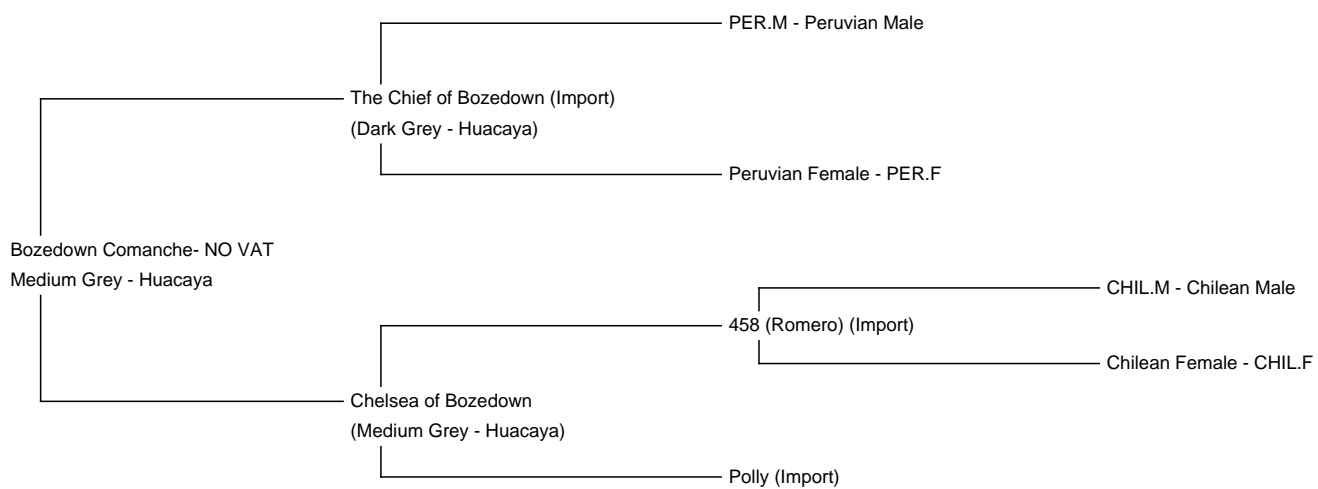 PER.M - Peruvian Male
The Chief of Bozedown (Import)
(Dark Grey - Huacaya)
Peruvian Female - PER.F
Bozedown Comanche- NO VAT
Medium Grey - Huacaya
CHIL.M - Chilean Male
458 (Romero) (Import)
Chilean Female - CHIL.F
Chelsea of Bozedown
(Medium Grey - Huacaya)
Polly (Import)